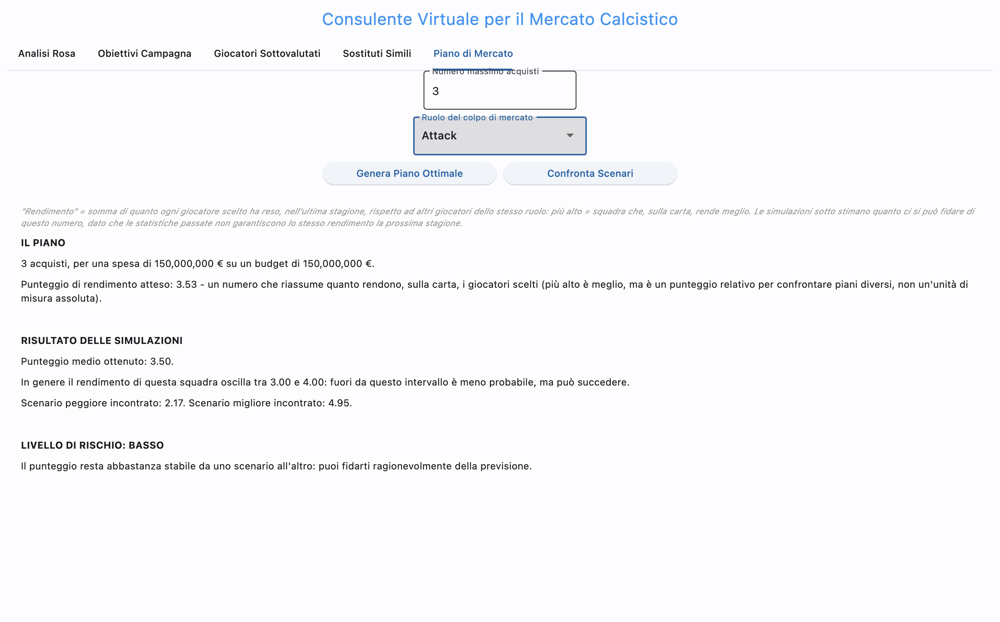 Consulente Virtuale per il Mercato Calcistico
Analisi Rosa
Obiettivi Campagna
Giocatori Sottovalutati
Sostituti Simili
Piano di Mercato
Numero massimo acquisti
3
Ruolo del colpo di mercato
Attack
Genera Piano Ottimale
Confronta Scenari
"Rendimento" = somma di quanto ogni giocatore scelto ha reso, nell'ultima stagione, rispetto ad altri giocatori dello stesso ruolo: più alto = squadra che, sulla carta, rende meglio. Le simulazioni sotto stimano quanto ci si può fidare di
questo numero, dato che le statistiche passate non garantiscono lo stesso rendimento la prossima stagione.
IL PIANO
3 acquisti, per una spesa di 150,000,000 € su un budget di 150,000,000 €.
Punteggio di rendimento atteso: 3.53 - un numero che riassume quanto rendono, sulla carta, i giocatori scelti (più alto è meglio, ma è un punteggio relativo per confrontare piani diversi, non un'unità di
misura assoluta).
RISULTATO DELLE SIMULAZIONI
Punteggio medio ottenuto: 3.50.
In genere il rendimento di questa squadra oscilla tra 3.00 e 4.00: fuori da questo intervallo è meno probabile, ma può succedere.
Scenario peggiore incontrato: 2.17. Scenario migliore incontrato: 4.95.
LIVELLO DI RISCHIO: BASSO
Il punteggio resta abbastanza stabile da uno scenario all'altro: puoi fidarti ragionevolmente della previsione.